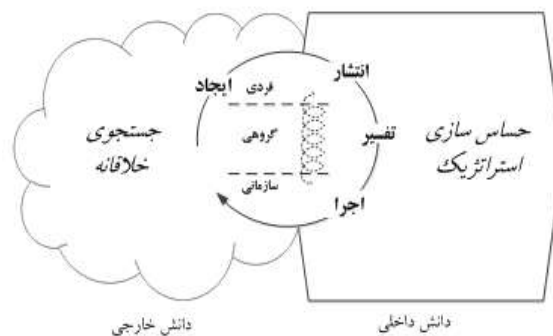 انتشار
ایجاد
فردی
حساس سازی
استراتژیک
تفسیر
گروهی
جستجوی
خلاقانه
سازمانی
اجرا
دانش داخلی
دانش خارجی